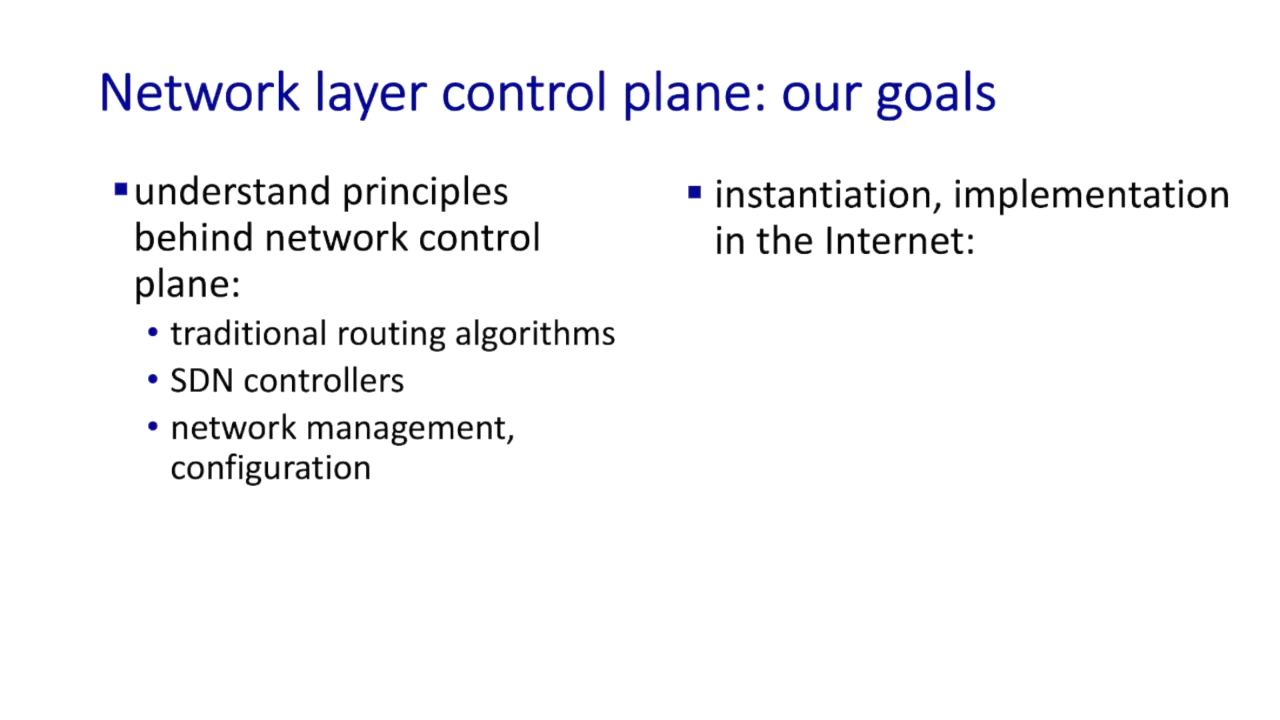 Network layer control plane: our goals
understand principles
behind network control
plane:
• traditional routing algorithms
• SDN controllers
• network management,
configuration
instantiation, implementation
in the Internet: